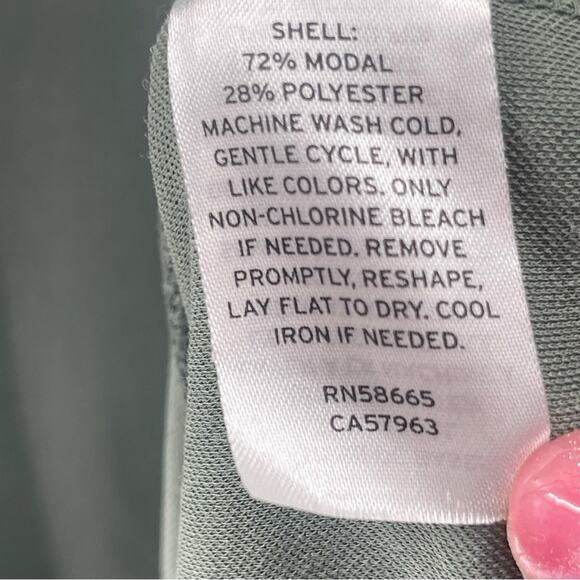 SHELL:
72% MODAL
28% POLYESTER
MACHINE WASH COLD,
GENTLE CYCLE, WITH
LIKE COLORS. ONLY
NON-CHLORINE BLEACH
IF NEEDED. REMOVE
PROMPTLY, RESHAPE,
LAY FLAT TO DRY. COOL
IRON IF NEEDED.
RN58665
CA57963